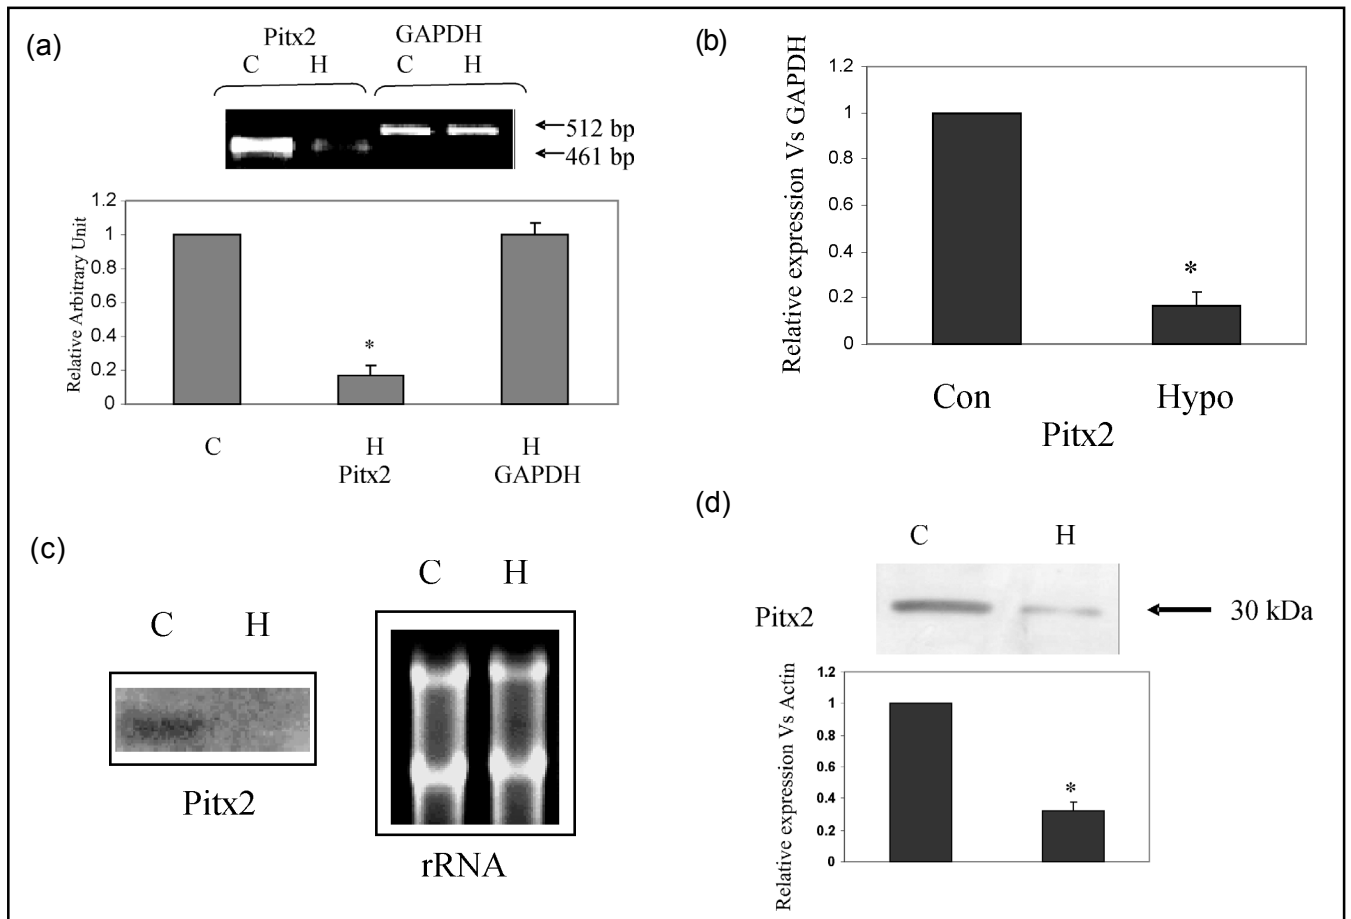 (a)
Pitx2 GAPDH
C H C H
512 bp
461 bp
Relative Arbitrary Unit
1.2
1
0.8
0.6
0.4
0.2
0
*
C H H
Pitx2 GAPDH
(b)
Relative expression Vs GAPDH
1.2
1
0.8
0.6
0.4
0.2
0
*
Con Hypo
Pitx2
(c)
C H
Pitx2
C H
rRNA
(d)
C H
Pitx2
30 kDa
Relative expression Vs Actin
1.2
1
0.8
0.6
0.4
0.2
0
*